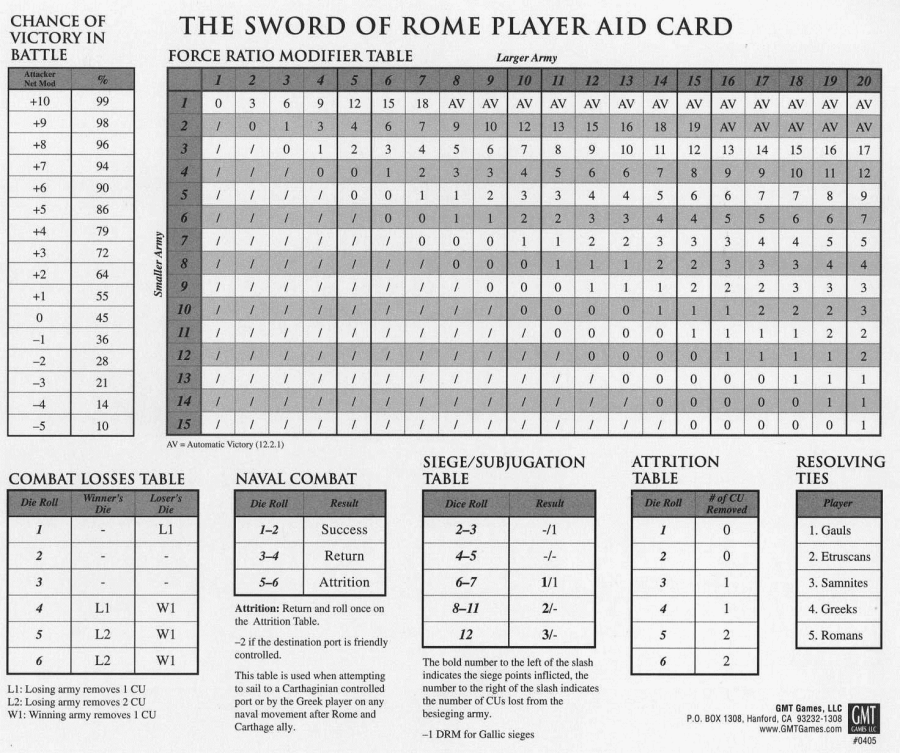 THE SWORD OF ROME PLAYER AID CARD
CHANCE OF
VICTORY IN
BATTLE
Attacker
Net Mod %
+10 99
+9 98
+8 96
+7 94
+6 90
+5 86
+4 79
+3 72
+2 64
+1 55
0 45
–1 36
–2 28
–3 21
–4 14
–5 10
FORCE RATIO MODIFIER TABLE
Larger Army
Smaller Army
1 2 3 4 5 6 7 8 9 10 11 12 13 14 15 16 17 18 19 20
1 0 3 6 9 12 15 18 AV AV AV AV AV AV AV AV AV AV AV AV AV
2 / 0 1 3 4 6 7 9 10 12 13 15 16 18 19 AV AV AV AV AV
3 / / 0 1 2 3 4 5 6 7 8 9 10 11 12 13 14 15 16 17
4 / / / 0 0 1 2 3 3 4 5 6 6 7 8 9 9 10 11 12
5 / / / / 0 0 1 1 2 3 3 4 4 5 6 6 7 7 8 9
6 / / / / / 0 0 1 1 2 2 3 3 4 4 5 5 6 6 7
7 / / / / / / 0 0 0 1 1 2 2 3 3 3 4 4 5 5
8 / / / / / / / 0 0 0 1 1 1 2 2 3 3 3 4 4
9 / / / / / / / / 0 0 0 1 1 1 2 2 2 3 3 3
10 / / / / / / / / / 0 0 0 0 1 1 1 2 2 2 3
11 / / / / / / / / / / 0 0 0 0 1 1 1 1 2 2
12 / / / / / / / / / / / 0 0 0 0 1 1 1 1 2
13 / / / / / / / / / / / / 0 0 0 0 0 1 1 1
14 / / / / / / / / / / / / / 0 0 0 0 0 1 1
15 / / / / / / / / / / / / / / 0 0 0 0 0 1
AV = Automatic Victory (12.2.1)
COMBAT LOSSES TABLE
Die Roll Winner's Die Loser's Die
1 - L1
2 - -
3 - -
4 L1 W1
5 L2 W1
6 L2 W1
L1: Losing army removes 1 CU
L2: Losing army removes 2 CU
W1: Winning army removes 1 CU
NAVAL COMBAT
Die Roll Result
1–2 Success
3–4 Return
5–6 Attrition
Attrition: Return and roll once on
the Attrition Table.
–2 if the destination port is friendly
controlled.
This table is used when attempting
to sail to a Carthaginian controlled
port or by the Greek player on any
naval movement after Rome and
Carthage ally.
SIEGE/SUBJUGATION
TABLE
Dice Roll Result
2–3 -/1
4–5 -/-
6–7 1/1
8–11 2/-
12 3/-
The bold number to the left of the slash
indicates the siege points inflicted, the
number to the right of the slash indicates
the number of CUs lost from the
besieging army.
–1 DRM for Gallic sieges
ATTRITION
TABLE
Die Roll # of CU Removed
1 0
2 0
3 1
4 1
5 2
6 2
RESOLVING
TIES
Player
1. Gauls
2. Etruscans
3. Samnites
4. Greeks
5. Romans
GMT Games, LLC
P.O. BOX 1308, Hanford, CA 93232-1308
www.GMTGames.com
GMT
GAMES LLC
#0405